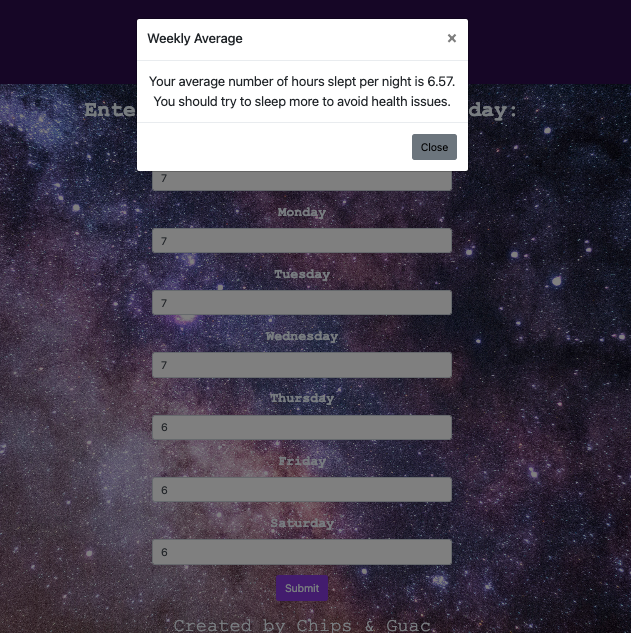 Weekly Average ×
Your average number of hours slept per night is 6.57.
You should try to sleep more to avoid health issues.
Close
Ente day:
7
Monday
7
Tuesday
7
Wednesday
7
Thursday
6
Friday
6
Saturday
6
Submit
Created by Chips & Guac